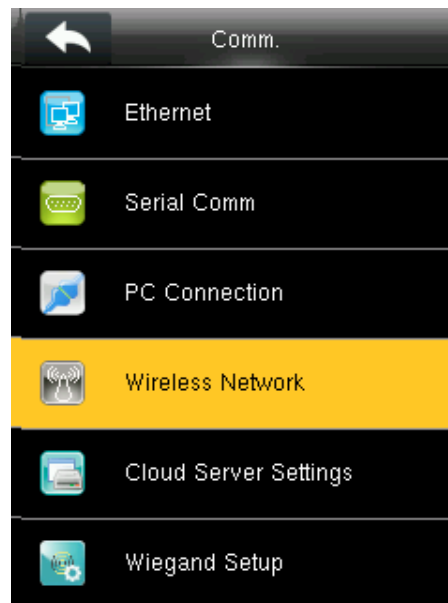 Comm.
Ethernet
Serial Comm
PC Connection
Wireless Network
Cloud Server Settings
Wiegand Setup